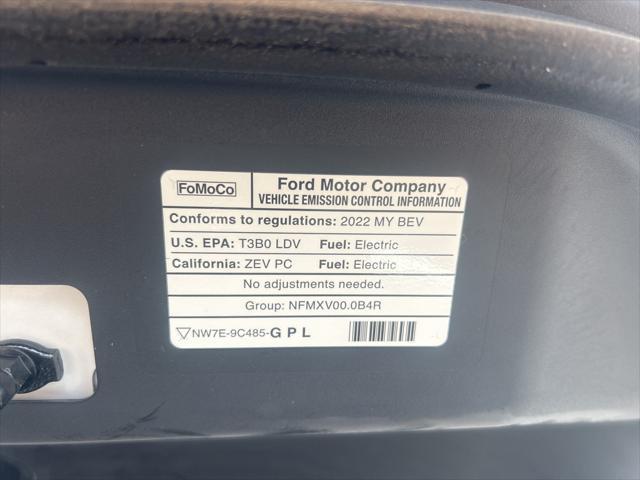 FoMoCo
Ford Motor Company
VEHICLE EMISSION CONTROL INFORMATION
Conforms to regulations: 2022 MY BEV
U.S. EPA: T3B0 LDV Fuel: Electric
California: ZEV PC Fuel: Electric
No adjustments needed.
Group: NFMXV00.0B4R
NW7E-9C485-G P L